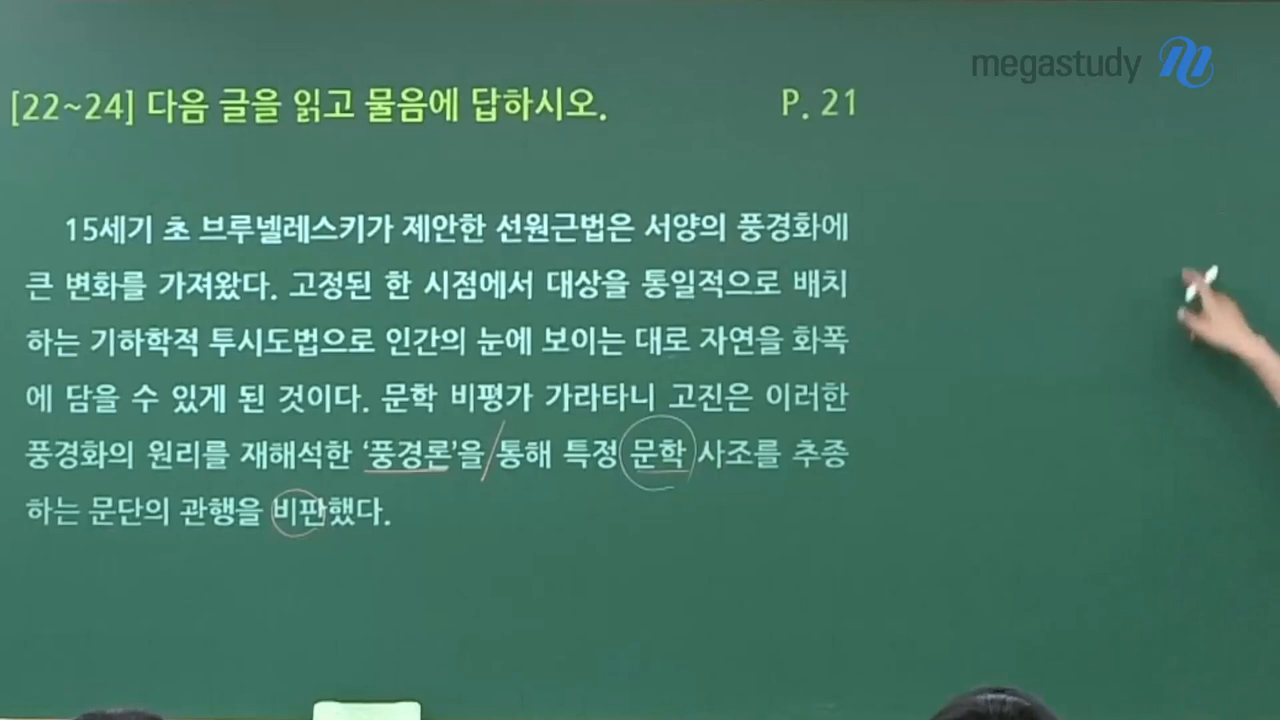 megastudy
[22~24] 다음 글을 읽고 물음에 답하시오. P. 21
15세기 초 브루넬레스키가 제안한 선원근법은 서양의 풍경화에
큰 변화를 가져왔다. 고정된 한 시점에서 대상을 통일적으로 배치
하는 기하학적 투시도법으로 인간의 눈에 보이는 대로 자연을 화폭
에 담을 수 있게 된 것이다. 문학 비평가 가라타니 고진은 이러한
풍경화의 원리를 재해석한 ‘풍경론’을 통해 특정 문학 사조를 추종
하는 문단의 관행을 비판했다.